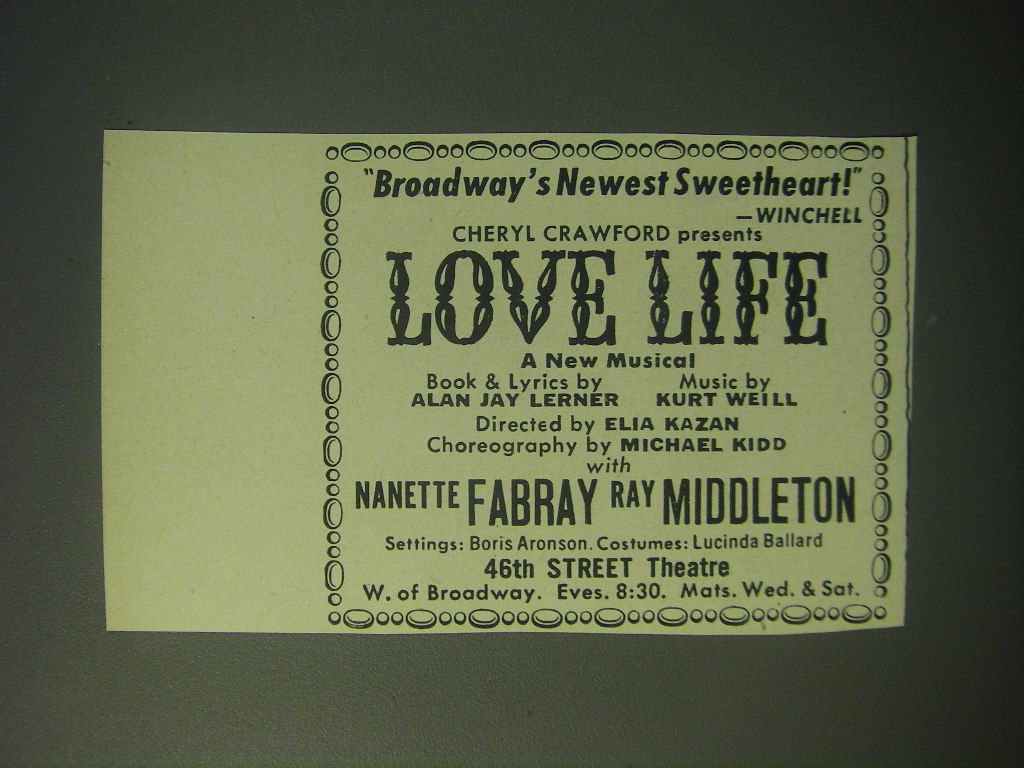 "Broadway's Newest Sweetheart!"
—WINCHELL
CHERYL CRAWFORD presents
LOVE LIFE
A New Musical
Book & Lyrics by Music by
ALAN JAY LERNER KURT WEILL
Directed by ELIA KAZAN
Choreography by MICHAEL KIDD
with
NANETTE FABRAY RAY MIDDLETON
Settings: Boris Aronson. Costumes: Lucinda Ballard
46th STREET Theatre
W. of Broadway. Eves. 8:30. Mats. Wed. & Sat.